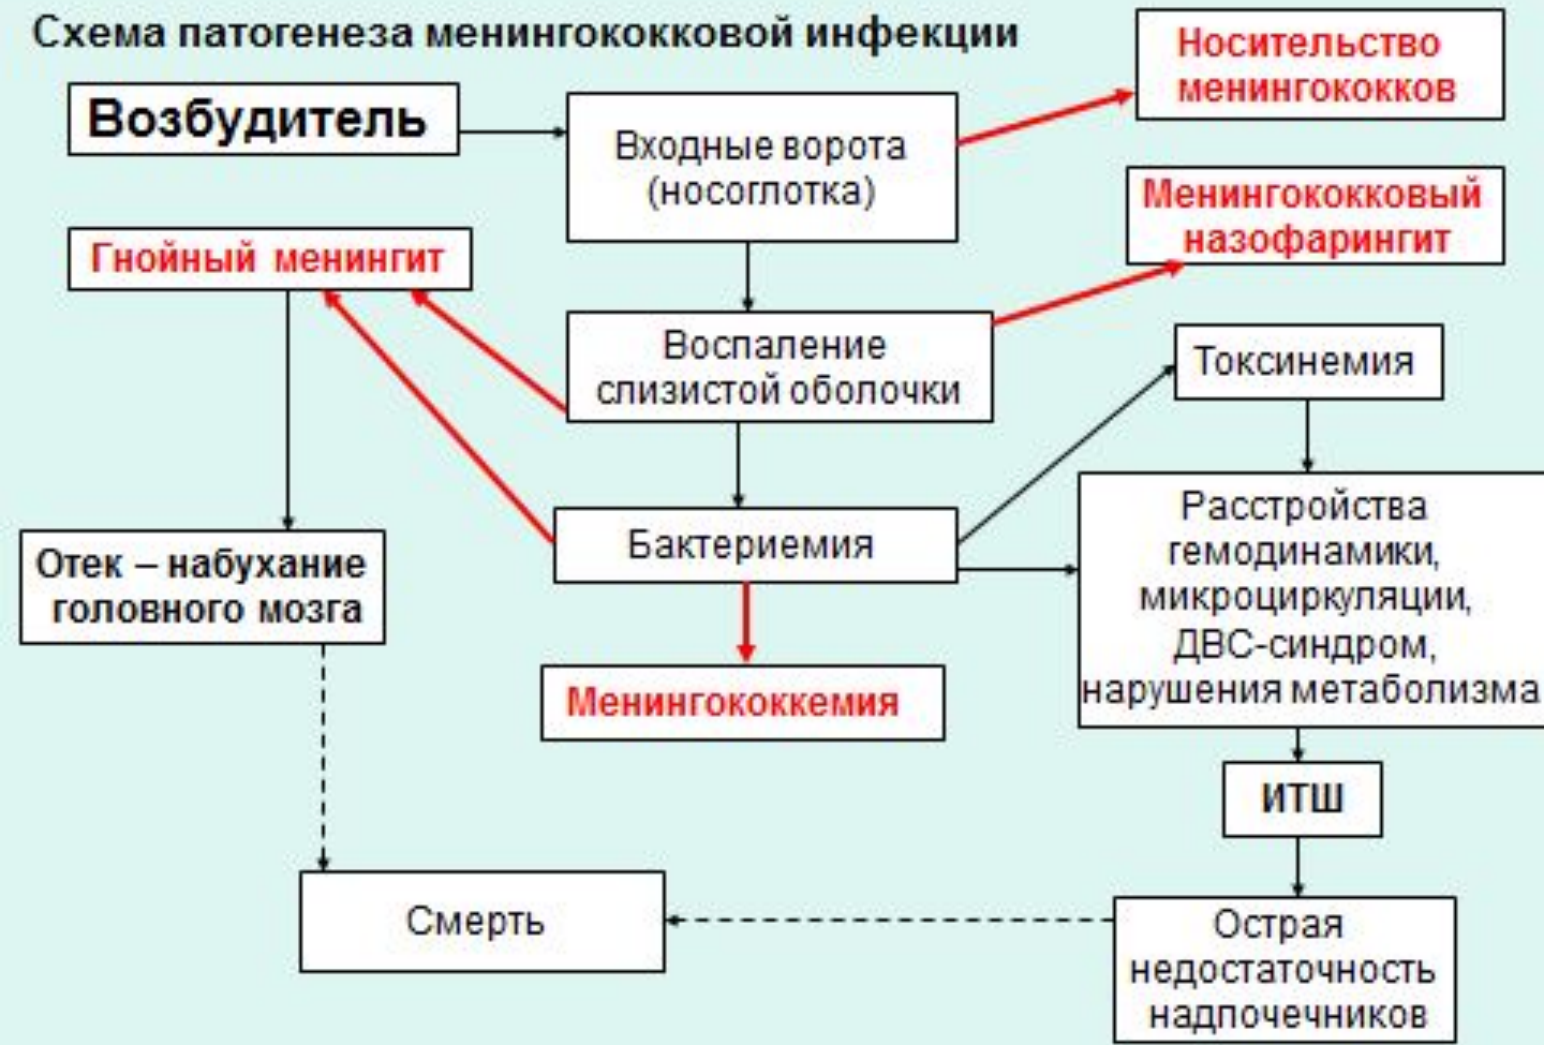 Схема патогенеза менингококковой инфекции
Носительство
менингококков
Возбудитель
Входные ворота
(носоглотка)
Менингококковый
назофарингит
Гнойный менингит
Воспаление
слизистой оболочки
Токсинемия
Бактериемия
Расстройства
гемодинамики,
микроциркуляции,
ДВС-синдром,
нарушения метаболизма
Отек – набухание
головного мозга
Менингококкемия
ИТШ
Смерть
Острая
недостаточность
надпочечников